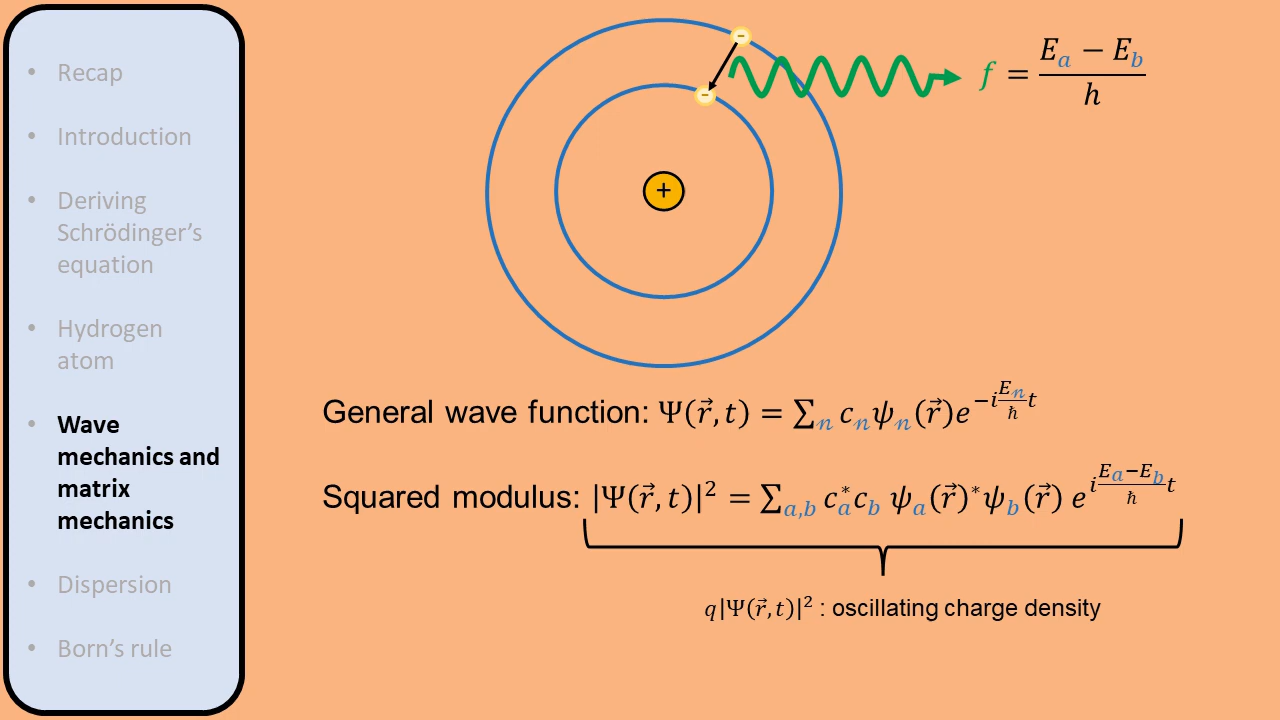 • Recap
• Introduction
• Deriving
Schrödinger’s
equation
• Hydrogen
atom
• Wave
mechanics and
matrix
mechanics
• Dispersion
• Born’s rule
−
−
+
f = (E_a − E_b)/h
General wave function: Ψ(r⃗, t) = ∑_n c_n ψ_n(r⃗) e^{−i(E_n/ħ)t}
Squared modulus: |Ψ(r⃗, t)|² = ∑_{a,b} c_a^* c_b ψ_a(r⃗)^* ψ_b(r⃗) e^{i((E_a−E_b)/ħ)t}
q|Ψ(r⃗, t)|² : oscillating charge density